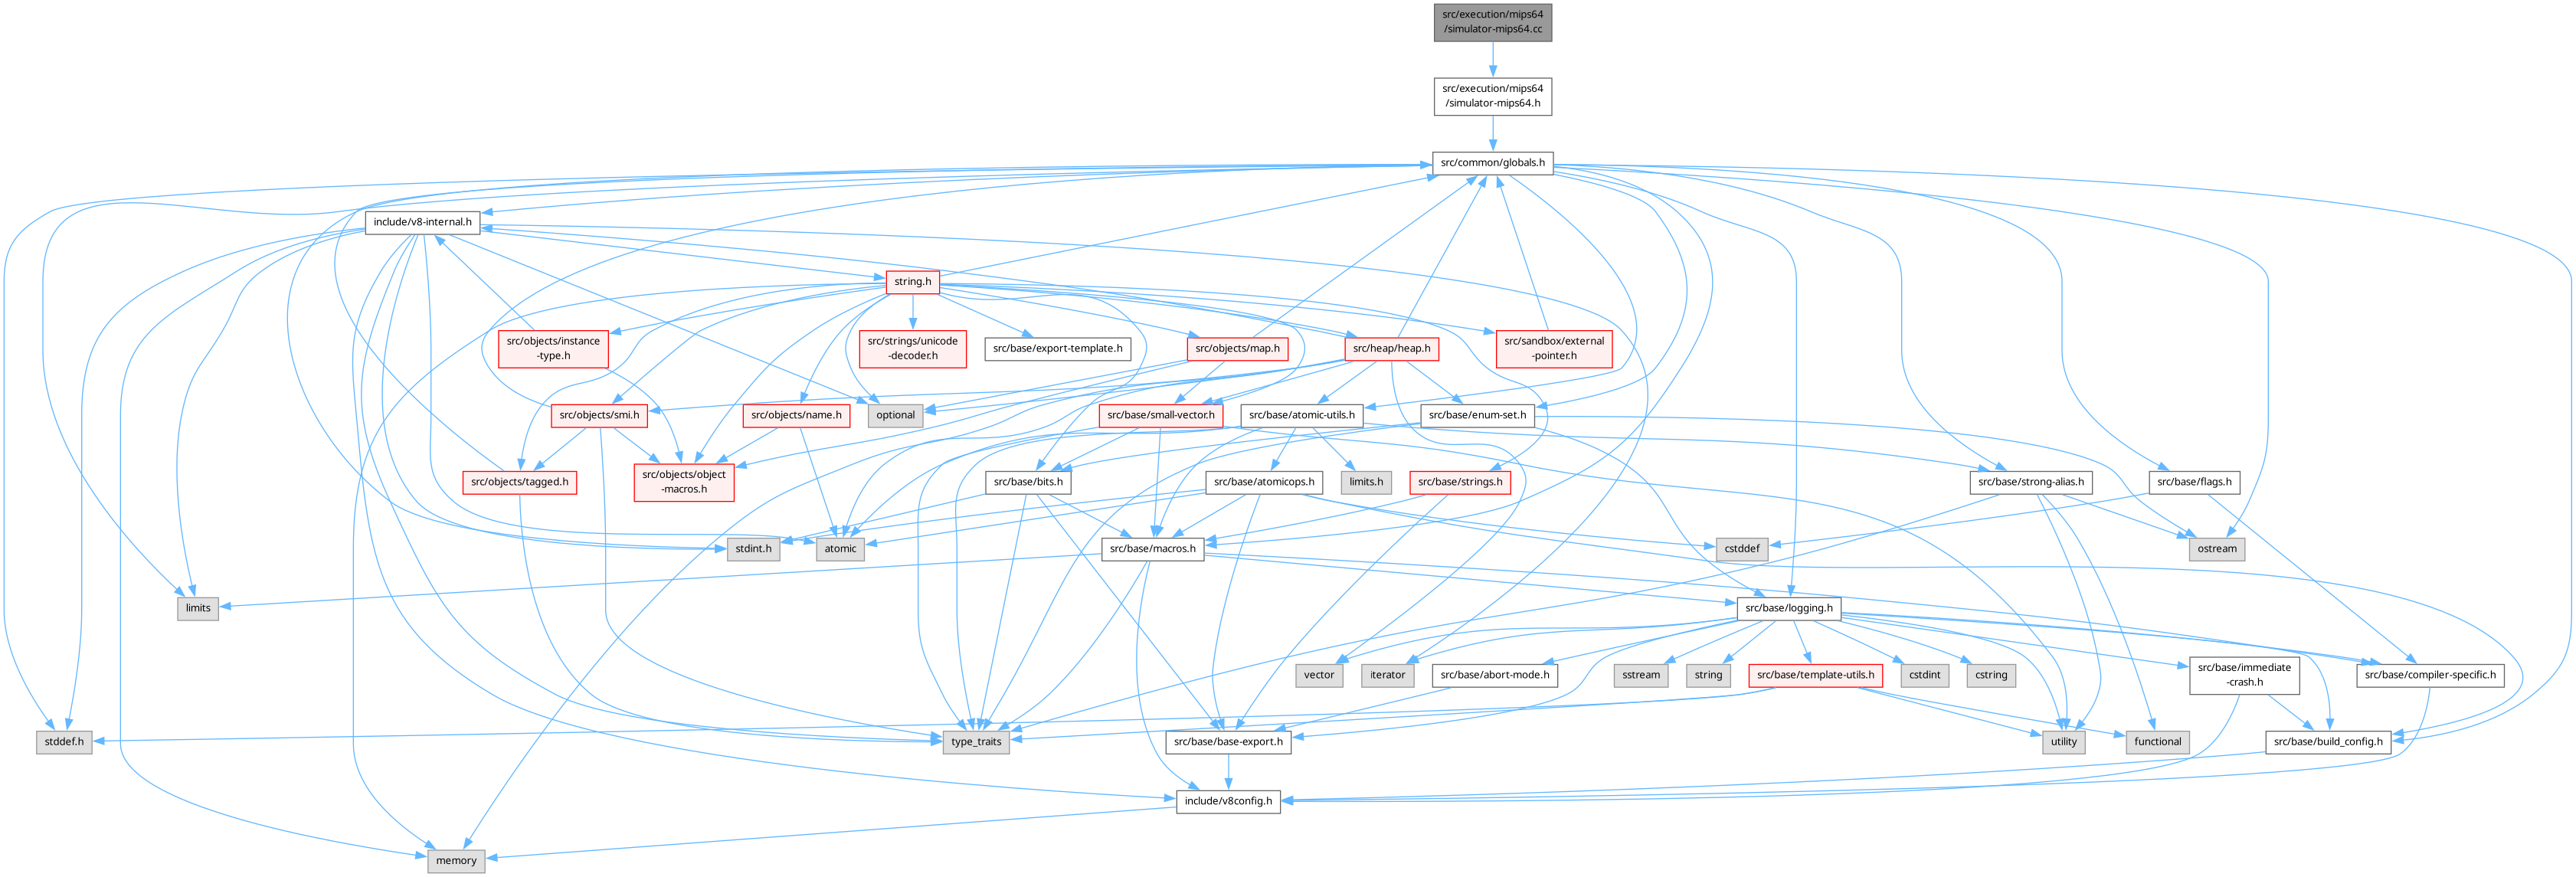 src/execution/mips64
/simulator-mips64.cc
src/execution/mips64
/simulator-mips64.h
src/common/globals.h
include/v8-internal.h
string.h
src/objects/instance
-type.h
src/strings/unicode
-decoder.h
src/base/export-template.h
src/objects/map.h
src/heap/heap.h
src/sandbox/external
-pointer.h
src/objects/smi.h
src/objects/name.h
optional
src/base/small-vector.h
src/base/atomic-utils.h
src/base/enum-set.h
src/objects/tagged.h
src/objects/object
-macros.h
src/base/bits.h
src/base/atomicops.h
limits.h
src/base/strings.h
src/base/strong-alias.h
src/base/flags.h
stdint.h
atomic
src/base/macros.h
cstddef
ostream
limits
src/base/logging.h
vector
iterator
src/base/abort-mode.h
sstream
string
src/base/template-utils.h
cstdint
cstring
src/base/immediate
-crash.h
src/base/compiler-specific.h
stddef.h
type_traits
src/base/base-export.h
utility
functional
src/base/build_config.h
include/v8config.h
memory